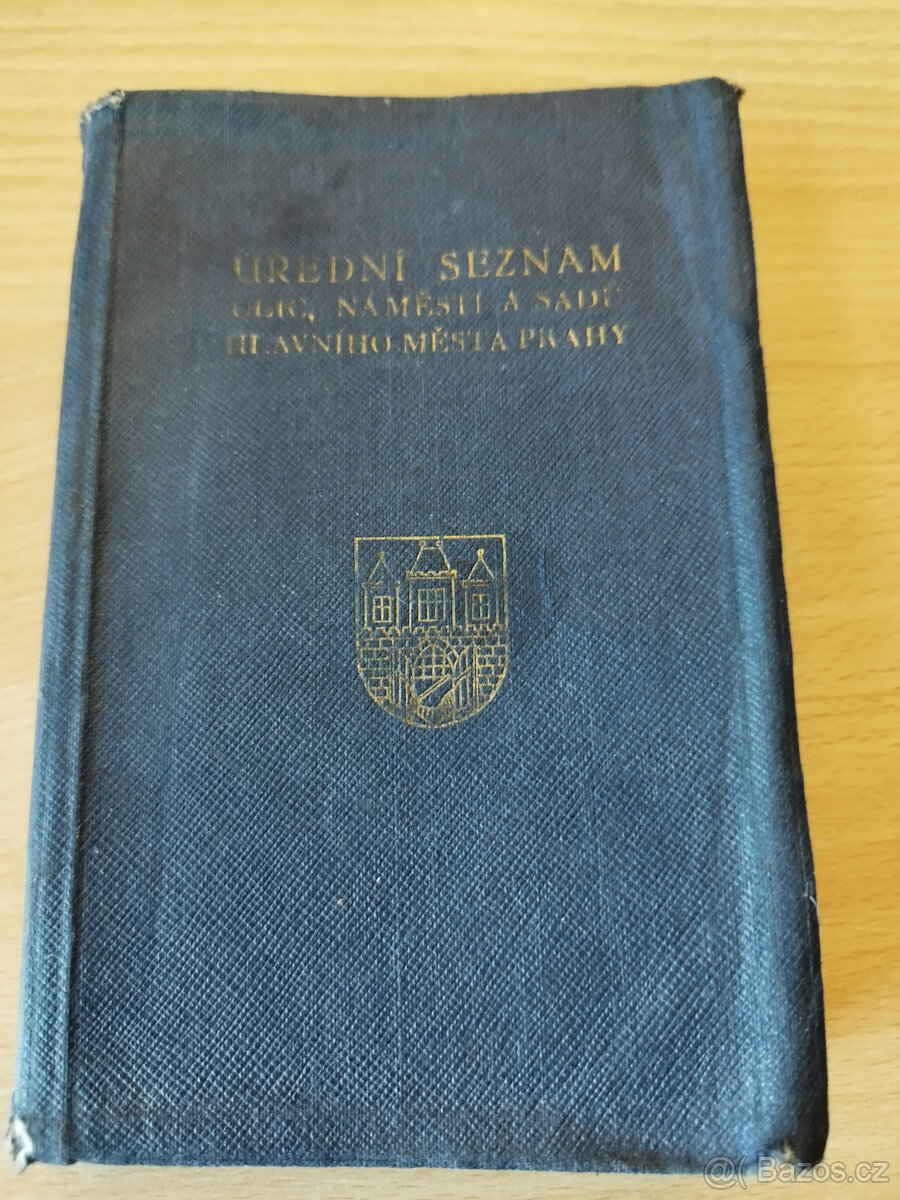 ÚŘEDNÍ SEZNAM
ULIC, NÁMĚSTÍ A SADŮ
HLAVNÍHO MĚSTA PRAHY
@( Bazos.cz